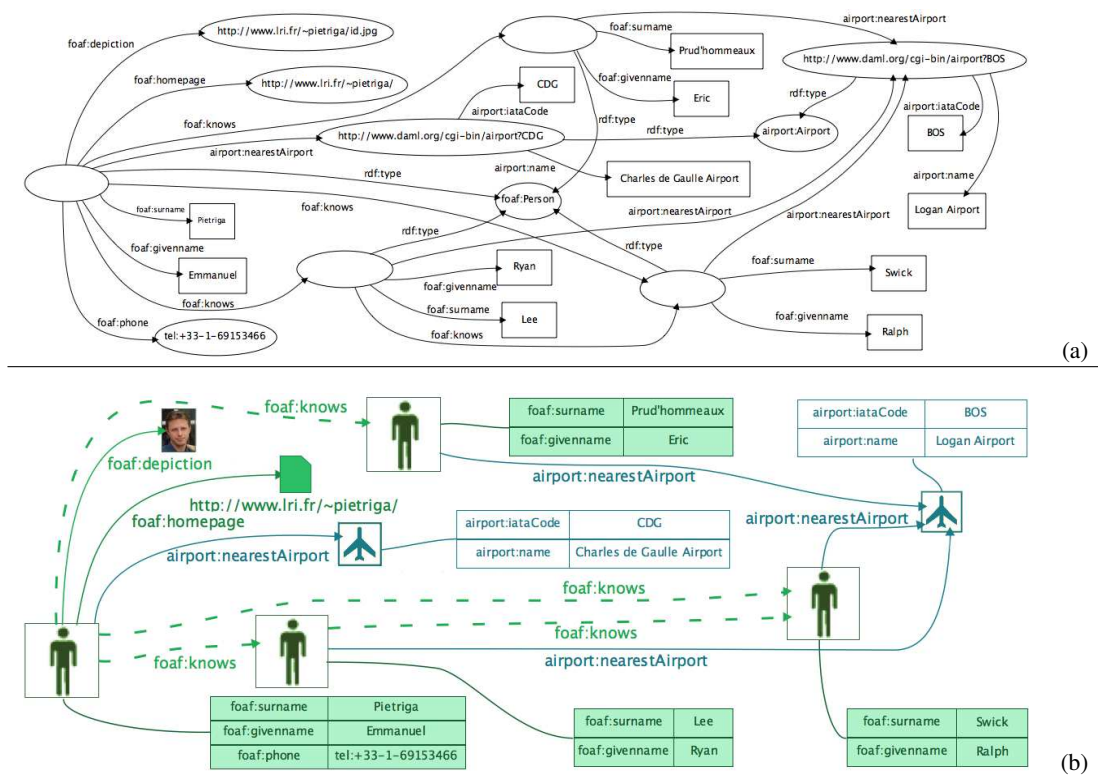 foaf:depiction
http://www.lri.fr/~pietriga/id.jpg
foaf:surname
airport:nearestAirport
Prud'hommeaux
http://www.daml.org/cgi-bin/airport?BOS
foaf:homepage
http://www.lri.fr/~pietriga/
CDG
foaf:givenname
Eric
rdf:type
airport:iataCode
airport:iataCode
foaf:knows
http://www.daml.org/cgi-bin/airport?CDG
rdf:type
rdf:type
airport:Airport
BOS
airport:nearestAirport
airport:name
Charles de Gaulle Airport
airport:name
rdf:type
foaf:Person
foaf:knows
airport:nearestAirport
airport:nearestAirport
Logan Airport
foaf:surname
Pietriga
rdf:type
rdf:type
foaf:givenname
Emmanuel
Ryan
foaf:surname
Swick
foaf:givenname
foaf:knows
foaf:surname
Lee
foaf:givenname
Ralph
foaf:phone
tel:+33-1-69153466
foaf:knows
(a)
foaf:knows
foaf:surname Prud'hommeaux
foaf:givenname Eric
airport:iataCode BOS
airport:name Logan Airport
foaf:depiction
airport:nearestAirport
http://www.lri.fr/~pietriga/
foaf:homepage
airport:iataCode CDG
airport:name Charles de Gaulle Airport
airport:nearestAirport
airport:nearestAirport
foaf:knows
foaf:knows
foaf:knows
airport:nearestAirport
foaf:surname Pietriga
foaf:givenname Emmanuel
foaf:phone tel:+33-1-69153466
foaf:surname Lee
foaf:givenname Ryan
foaf:surname Swick
foaf:givenname Ralph
(b)